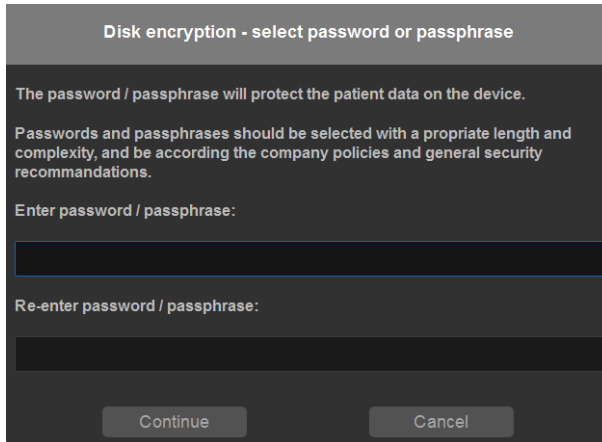 Disk encryption - select password or passphrase
The password / passphrase will protect the patient data on the device.
Passwords and passphrases should be selected with a propriate length and
complexity, and be according the company policies and general security
recommandations.
Enter password / passphrase:
Re-enter password / passphrase:
Continue
Cancel